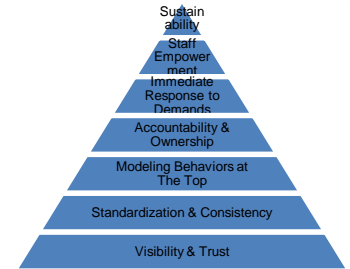 Sustain
ability
Staff
Empower
ment
Immediate
Response to
Demands
Accountability &
Ownership
Modeling Behaviors at
The Top
Standardization & Consistency
Visibility & Trust